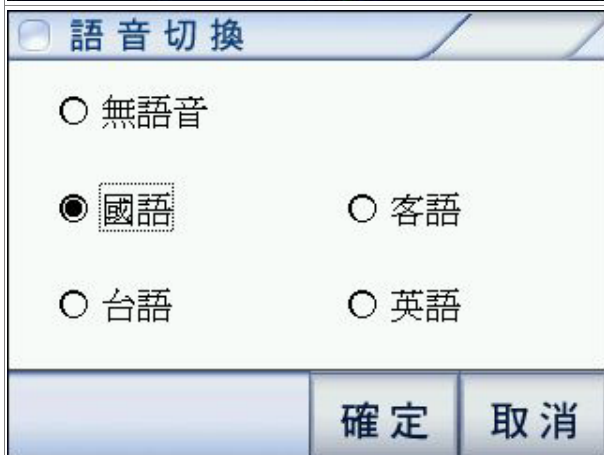 語音切換
無語音
國語 客語
台語 英語
確定 取消